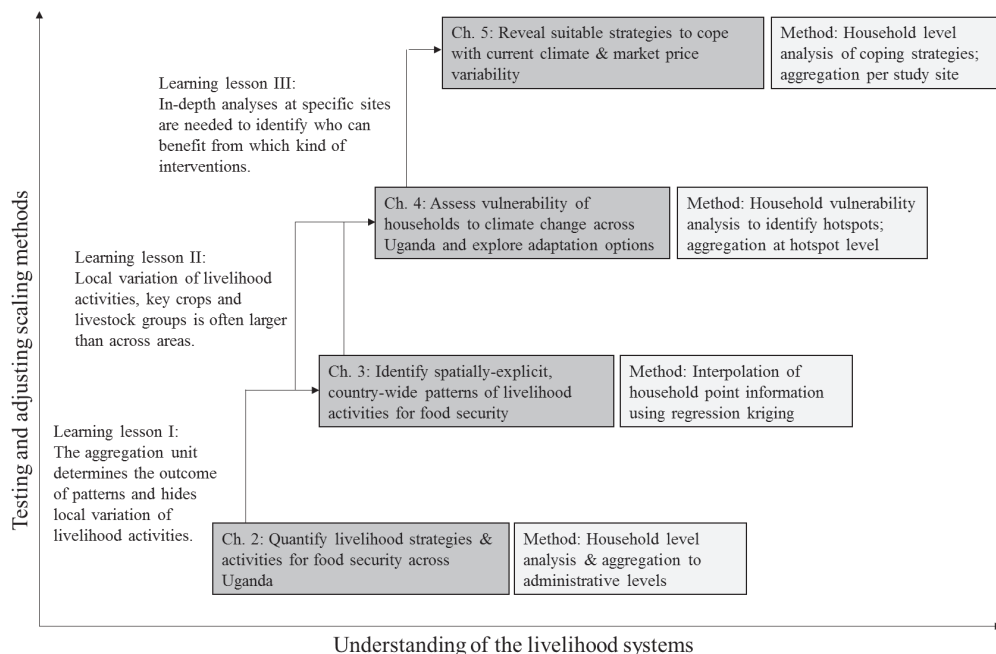 Ch. 5: Reveal suitable strategies to cope
with current climate & market price
variability
Method: Household level
analysis of coping strategies;
aggregation per study site
Learning lesson III:
In-depth analyses at specific sites
are needed to identify who can
benefit from which kind of
interventions.
Ch. 4: Assess vulnerability of
households to climate change across
Uganda and explore adaptation options
Method: Household vulnerability
analysis to identify hotspots;
aggregation at hotspot level
Learning lesson II:
Local variation of livelihood
activities, key crops and
livestock groups is often larger
than across areas.
Ch. 3: Identify spatially-explicit,
country-wide patterns of livelihood
activities for food security
Method: Interpolation of
household point information
using regression kriging
Learning lesson I:
The aggregation unit
determines the outcome
of patterns and hides
local variation of
livelihood activities.
Ch. 2: Quantify livelihood strategies &
activities for food security across
Uganda
Method: Household level
analysis & aggregation to
administrative levels
Testing and adjusting scaling methods
Understanding of the livelihood systems